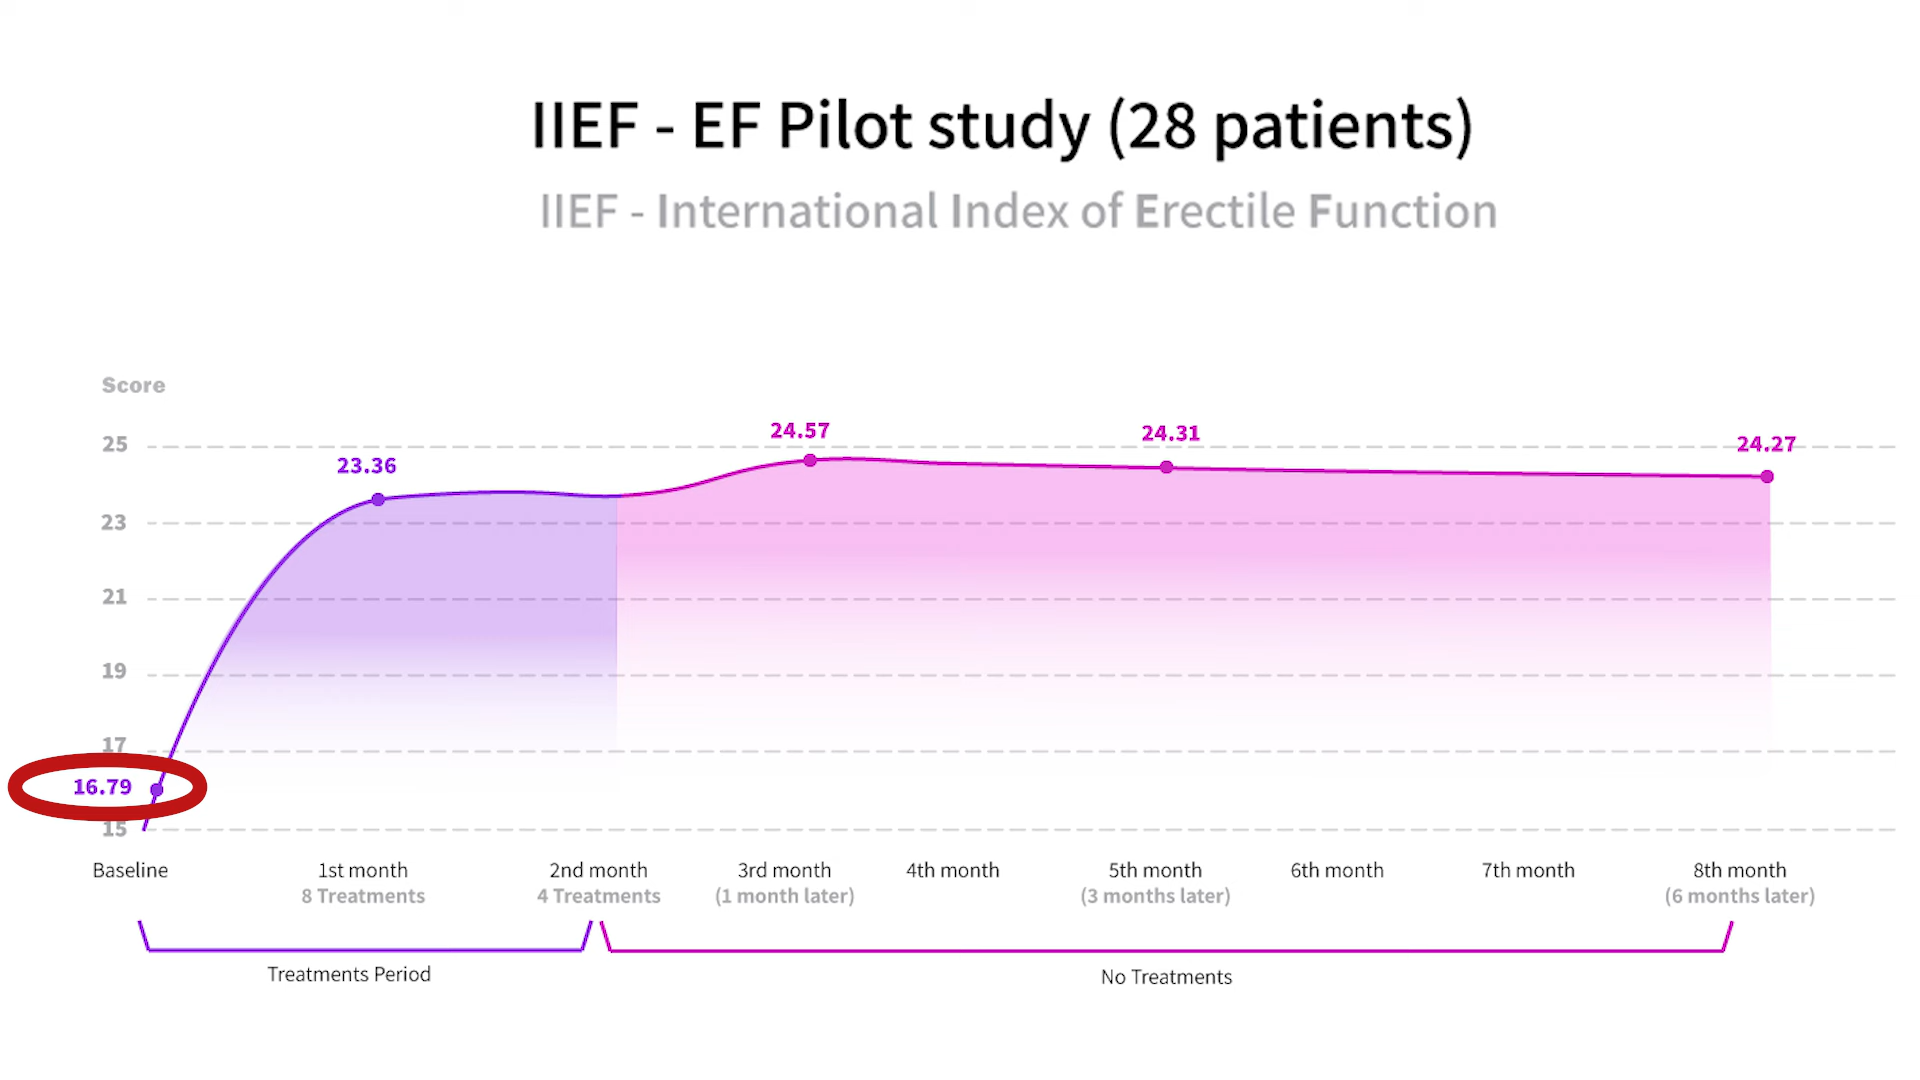 IIEF - EF Pilot study (28 patients)
IIEF - International Index of Erectile Function
Score
25
23
21
19
17
15
16.79
23.36
24.57
24.31
24.27
Baseline
1st month
8 Treatments
2nd month
4 Treatments
3rd month
(1 month later)
4th month
5th month
(3 months later)
6th month
7th month
8th month
(6 months later)
Treatments Period
No Treatments